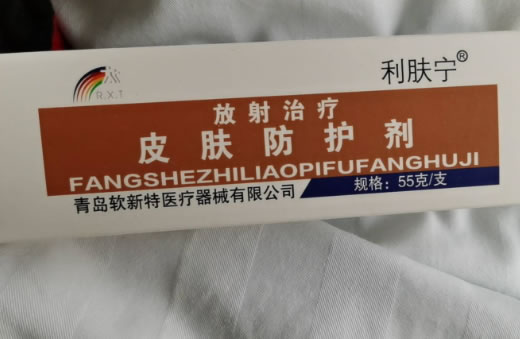 利肤宁®
R.X.T
放射治疗
皮肤防护剂
FANGSHEZHILIAOPIFUFANGHUJI
青岛软新特医疗器械有限公司
规格：55克/支